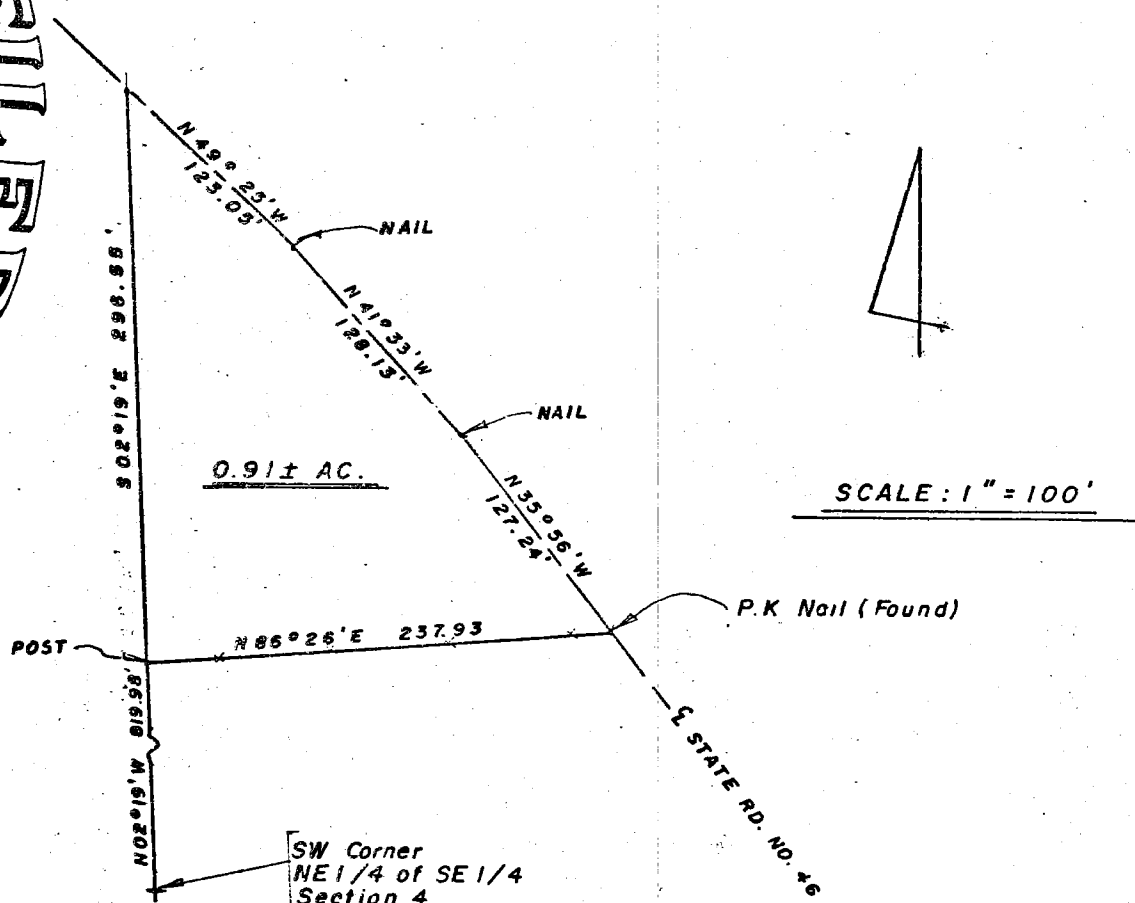 FILED
N 49° 25' W
123.05'
NAIL
N 41° 33' W
128.13'
NAIL
S 02° 19' E 296.55'
0.91± AC.
N 35° 56' W
127.24'
SCALE: 1" = 100'
P.K Nail (Found)
N 86° 26' E 237.93
POST
N 02° 19' W 819.98'
℄ STATE RD. NO. 46
SW Corner
NE 1/4 of SE 1/4
Section 4